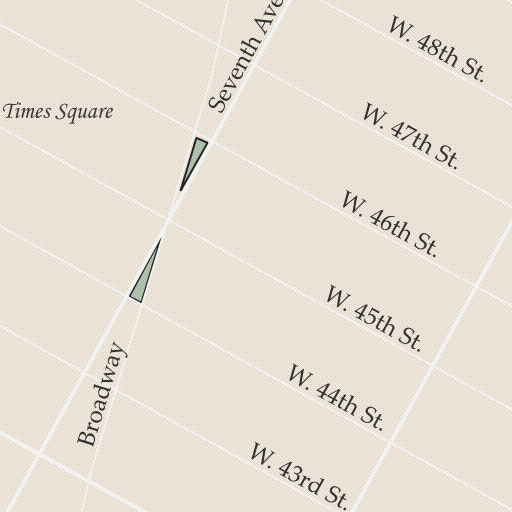 W. 48th St.
Seventh Ave
Times Square
W. 47th St.
W. 46th St.
W. 45th St.
Broadway
W. 44th St.
W. 43rd St.